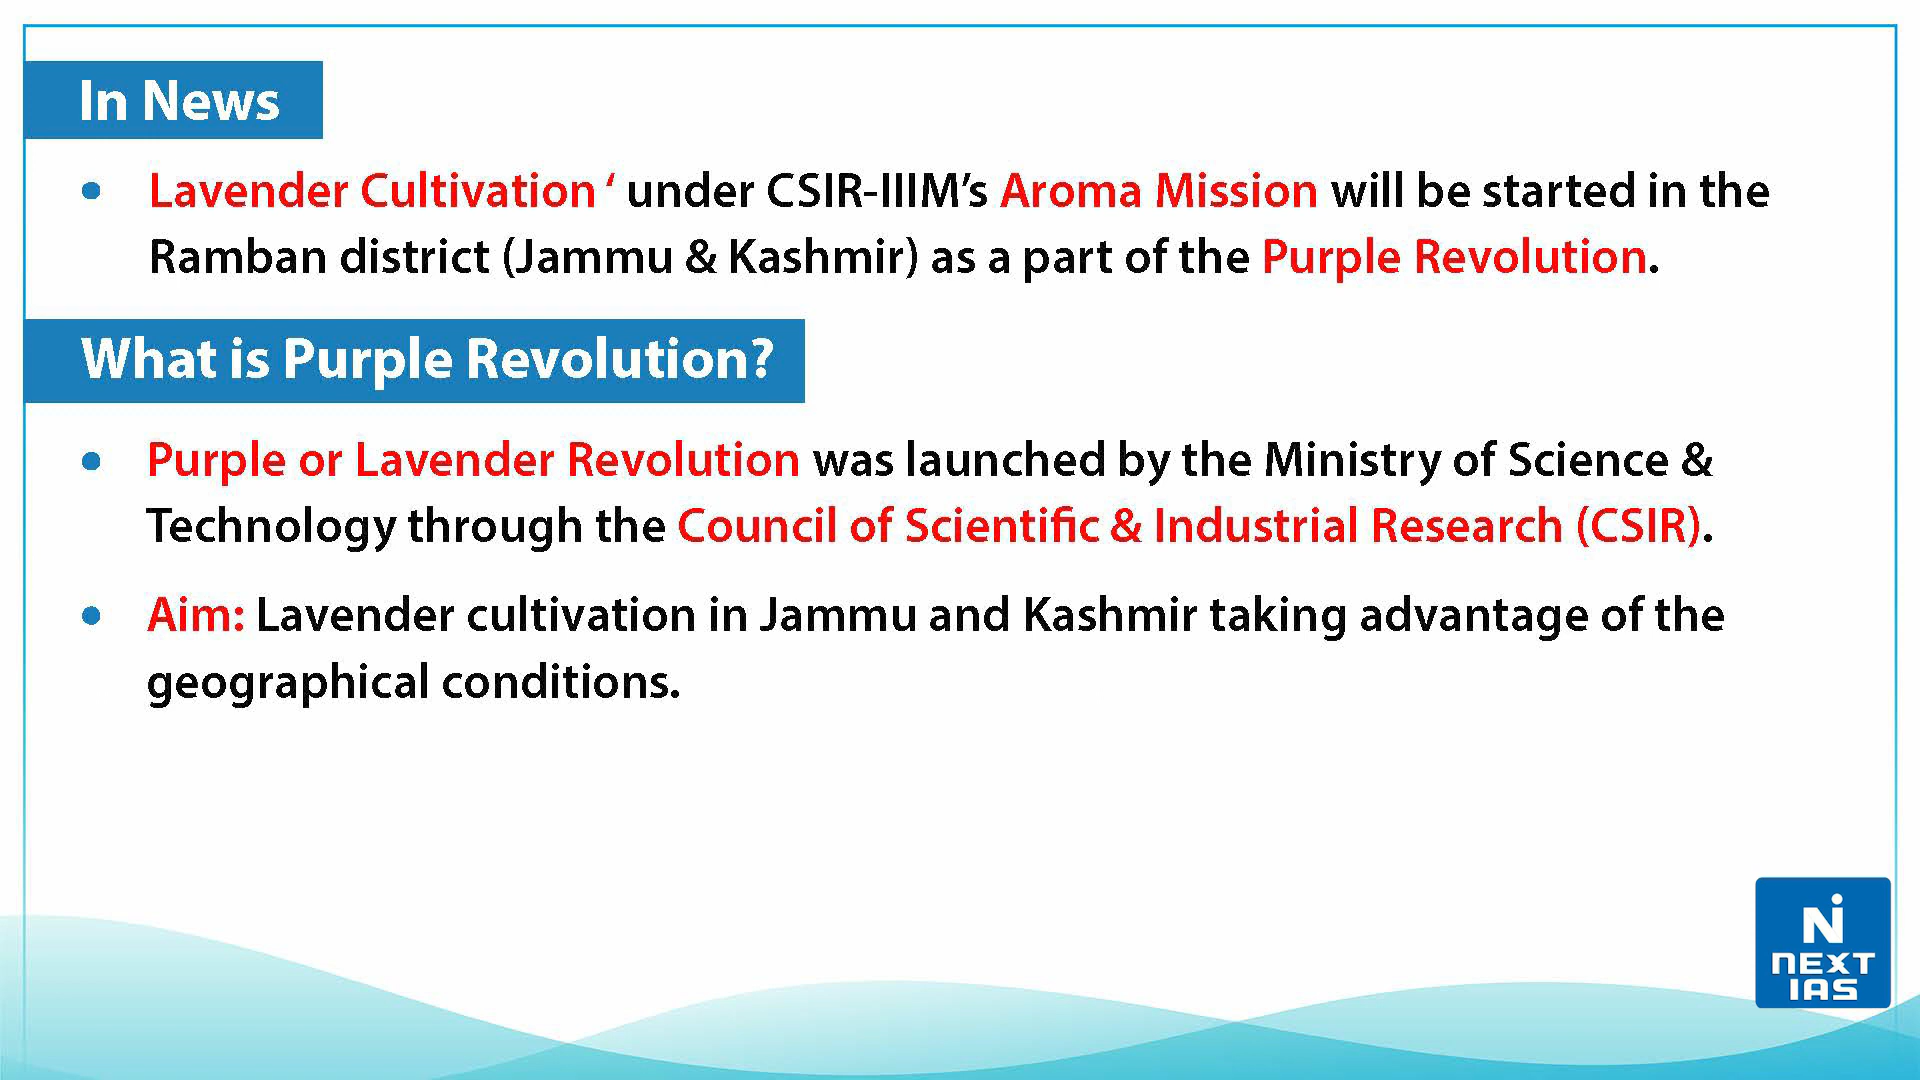 In News
• Lavender Cultivation ‘ under CSIR-IIIM’s Aroma Mission will be started in the
Ramban district (Jammu & Kashmir) as a part of the Purple Revolution.
What is Purple Revolution?
• Purple or Lavender Revolution was launched by the Ministry of Science &
Technology through the Council of Scientific & Industrial Research (CSIR).
• Aim: Lavender cultivation in Jammu and Kashmir taking advantage of the
geographical conditions.
N
NEXT
IAS